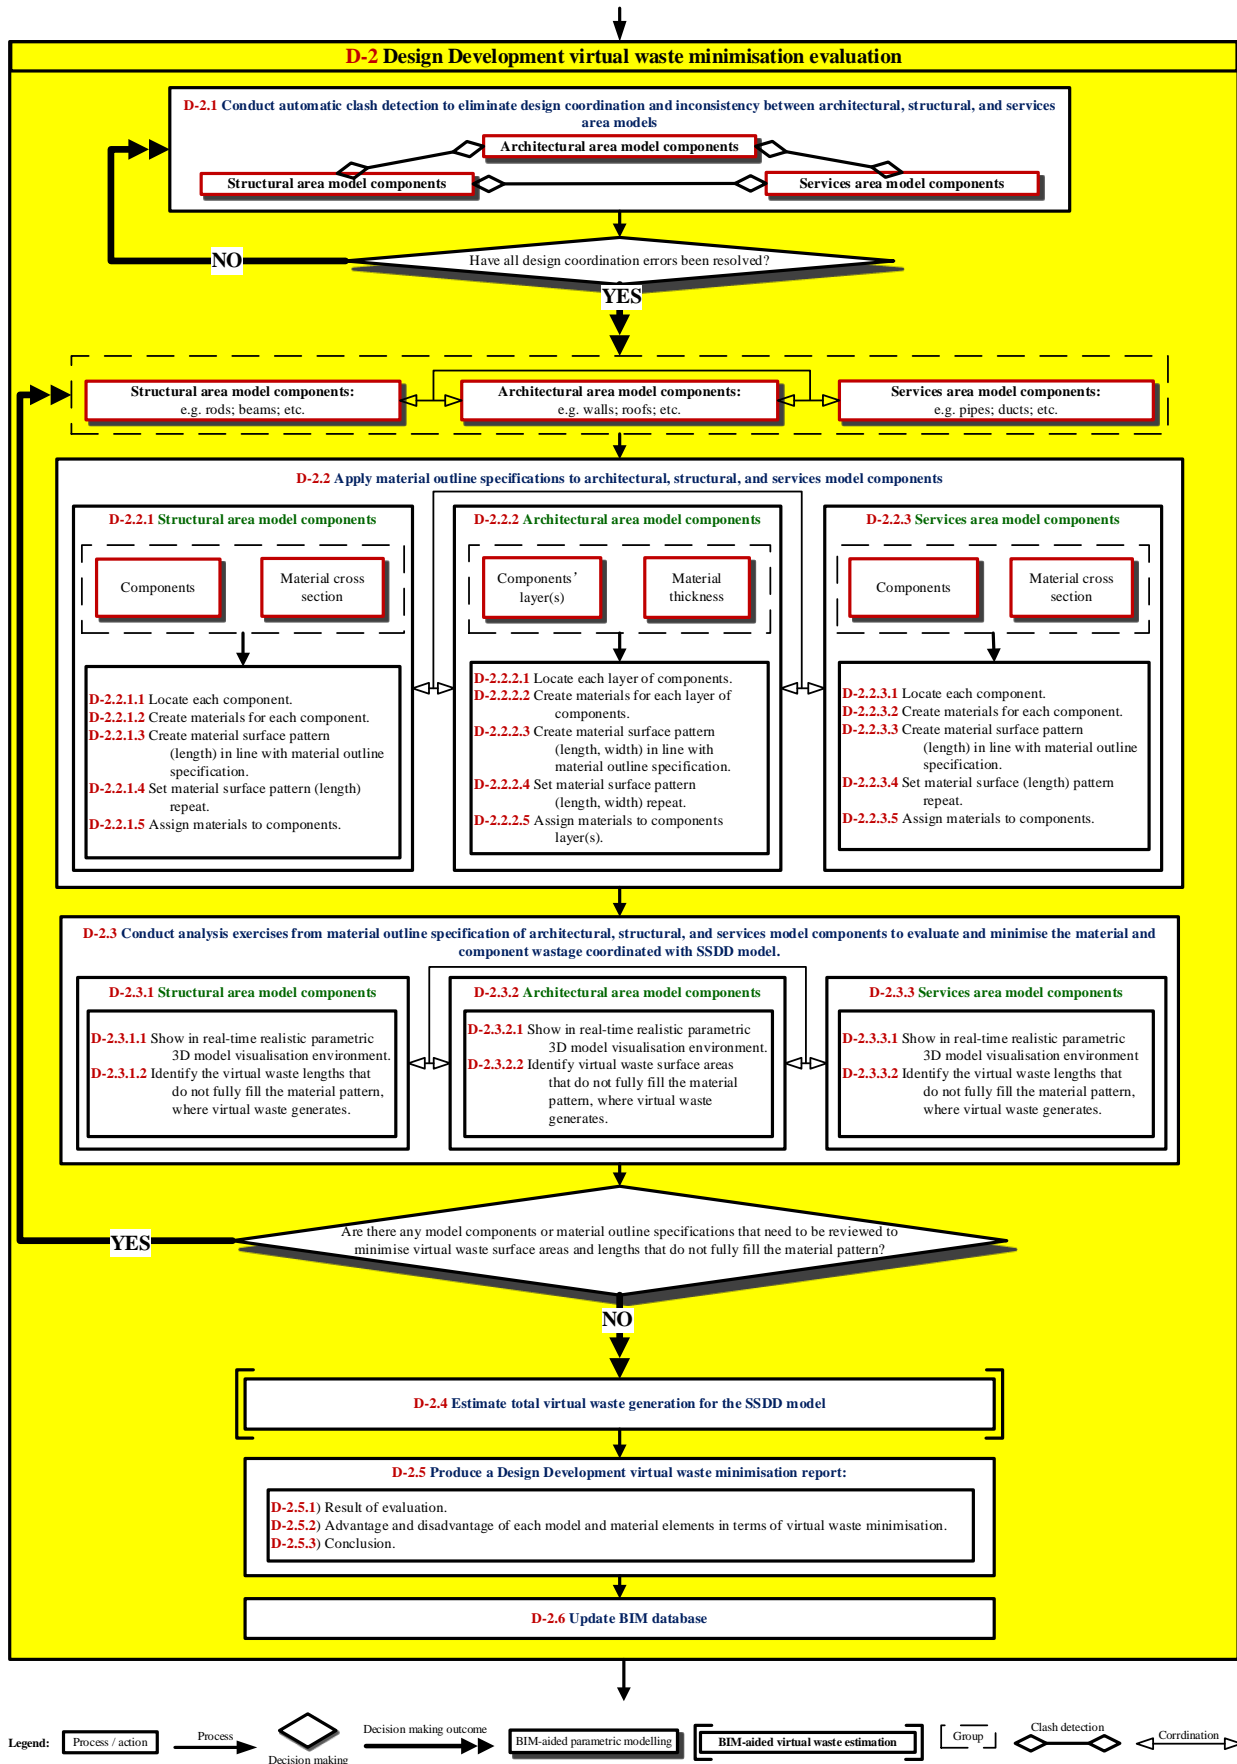 D-2 Design Development virtual waste minimisation evaluation
D-2.1 Conduct automatic clash detection to eliminate design coordination and inconsistency between architectural, structural, and services
area models
Architectural area model components
Structural area model components
Services area model components
Have all design coordination errors been resolved?
NO
YES
Structural area model components:
e.g. rods; beams; etc.
Architectural area model components:
e.g. walls; roofs; etc.
Services area model components:
e.g. pipes; ducts; etc.
D-2.2 Apply material outline specifications to architectural, structural, and services model components
D-2.2.1 Structural area model components
Components
Material cross
section
D-2.2.1.1 Locate each component.
D-2.2.1.2 Create materials for each component.
D-2.2.1.3 Create material surface pattern
(length) in line with material outline
specification.
D-2.2.1.4 Set material surface pattern (length)
repeat.
D-2.2.1.5 Assign materials to components.
D-2.2.2 Architectural area model components
Components’
layer(s)
Material
thickness
D-2.2.2.1 Locate each layer of components.
D-2.2.2.2 Create materials for each layer of
components.
D-2.2.2.3 Create material surface pattern
(length, width) in line with
material outline specification.
D-2.2.2.4 Set material surface pattern
(length, width) repeat.
D-2.2.2.5 Assign materials to components
layer(s).
D-2.2.3 Services area model components
Components
Material cross
section
D-2.2.3.1 Locate each component.
D-2.2.3.2 Create materials for each component.
D-2.2.3.3 Create material surface pattern
(length) in line with material outline
specification.
D-2.2.3.4 Set material surface (length) pattern
repeat.
D-2.2.3.5 Assign materials to components.
D-2.3 Conduct analysis exercises from material outline specification of architectural, structural, and services model components to evaluate and minimise the material and
component wastage coordinated with SSDD model.
D-2.3.1 Structural area model components
D-2.3.1.1 Show in real-time realistic parametric
3D model visualisation environment.
D-2.3.1.2 Identify the virtual waste lengths that
do not fully fill the material pattern,
where virtual waste generates.
D-2.3.2 Architectural area model components
D-2.3.2.1 Show in real-time realistic parametric
3D model visualisation environment.
D-2.3.2.2 Identify virtual waste surface areas
that do not fully fill the material
pattern, where virtual waste
generates.
D-2.3.3 Services area model components
D-2.3.3.1 Show in real-time realistic parametric
3D model visualisation environment
D-2.3.3.2 Identify the virtual waste lengths that
do not fully fill the material pattern,
where virtual waste generates.
Are there any model components or material outline specifications that need to be reviewed to
minimise virtual waste surface areas and lengths that do not fully fill the material pattern?
YES
NO
D-2.4 Estimate total virtual waste generation for the SSDD model
D-2.5 Produce a Design Development virtual waste minimisation report:
D-2.5.1) Result of evaluation.
D-2.5.2) Advantage and disadvantage of each model and material elements in terms of virtual waste minimisation.
D-2.5.3) Conclusion.
D-2.6 Update BIM database
Legend:
Process / action
Process
Decision making
Decision making outcome
BIM-aided parametric modelling
BIM-aided virtual waste estimation
Group
Clash detection
Corrdination